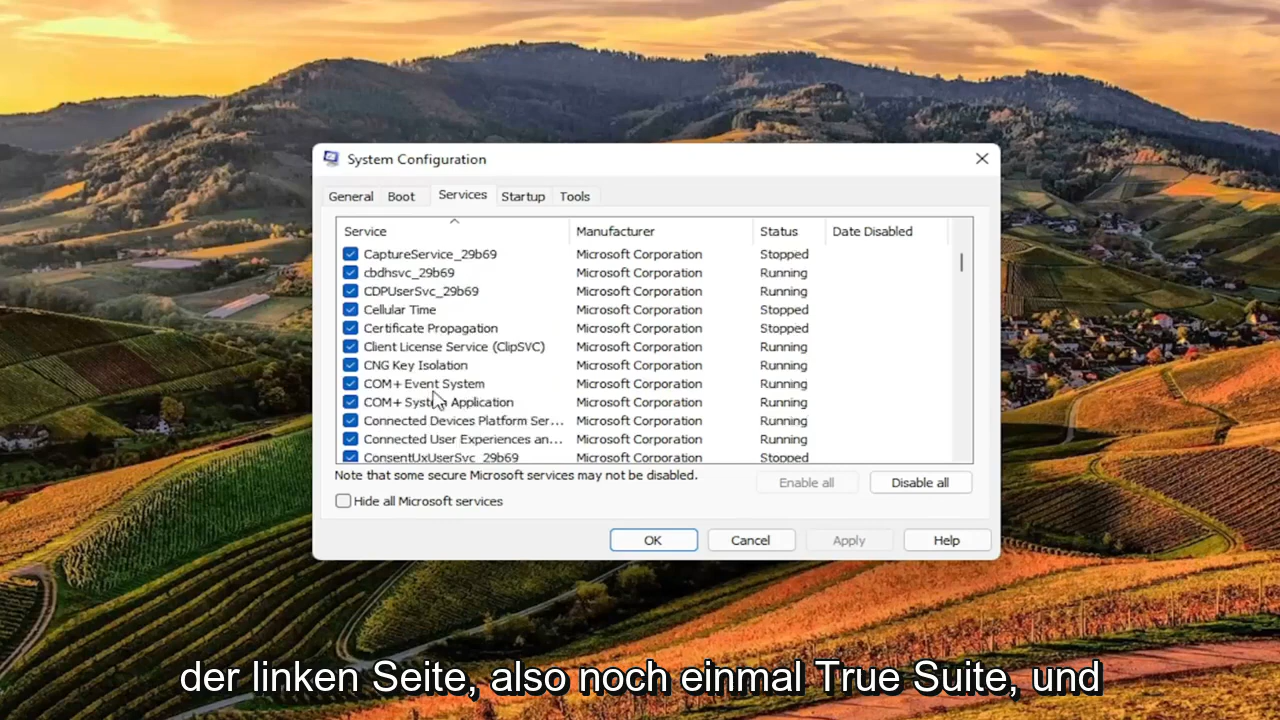 System Configuration
General Boot Services Startup Tools
Service Manufacturer Status Date Disabled
CaptureService_29b69 Microsoft Corporation Stopped
cbdhsvc_29b69 Microsoft Corporation Running
CDPUserSvc_29b69 Microsoft Corporation Running
Cellular Time Microsoft Corporation Stopped
Certificate Propagation Microsoft Corporation Stopped
Client License Service (ClipSVC) Microsoft Corporation Running
CNG Key Isolation Microsoft Corporation Running
COM+ Event System Microsoft Corporation Running
COM+ System Application Microsoft Corporation Running
Connected Devices Platform Ser... Microsoft Corporation Running
Connected User Experiences an... Microsoft Corporation Running
ConsentUxUserSvc_29b69 Microsoft Corporation Stopped
Note that some secure Microsoft services may not be disabled.
Enable all Disable all
Hide all Microsoft services
OK Cancel Apply Help
der linken Seite, also noch einmal True Suite, und